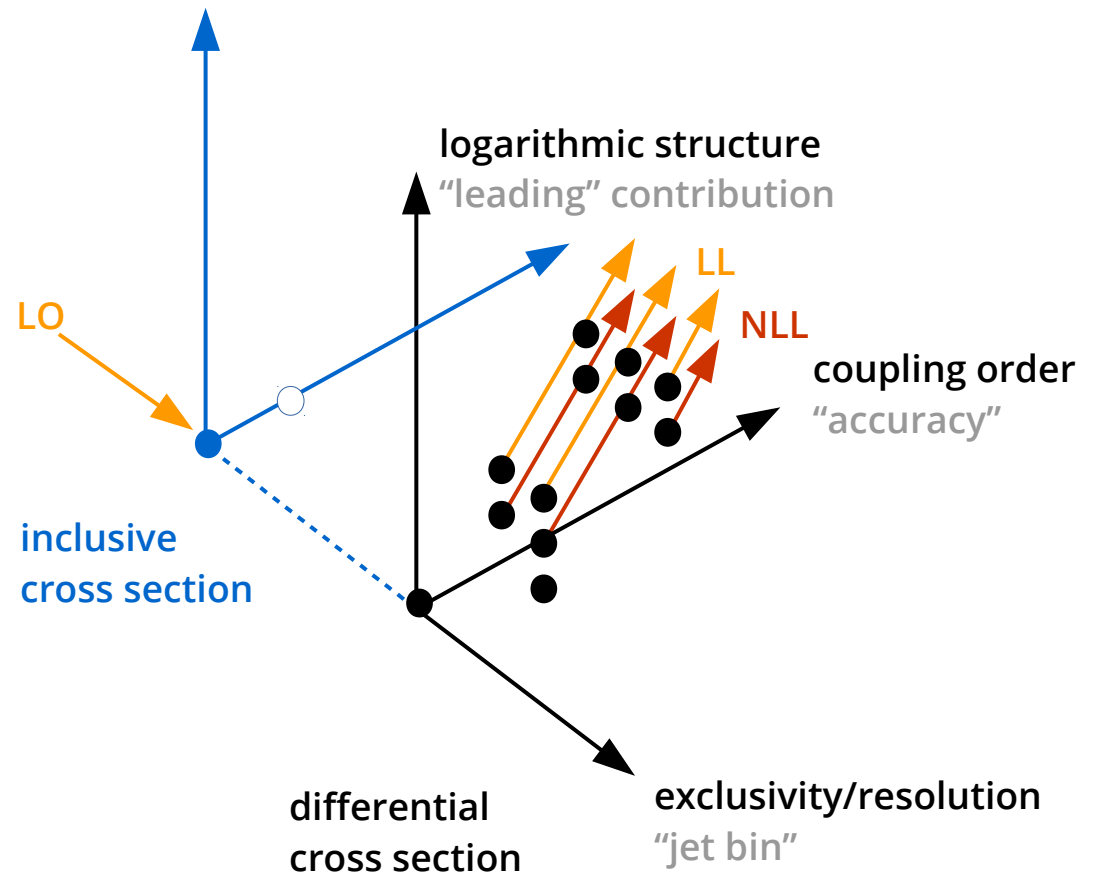 logarithmic structure
“leading” contribution
LL
LO
NLL
coupling order
“accuracy”
inclusive
cross section
differential
cross section
exclusivity/resolution
“jet bin”